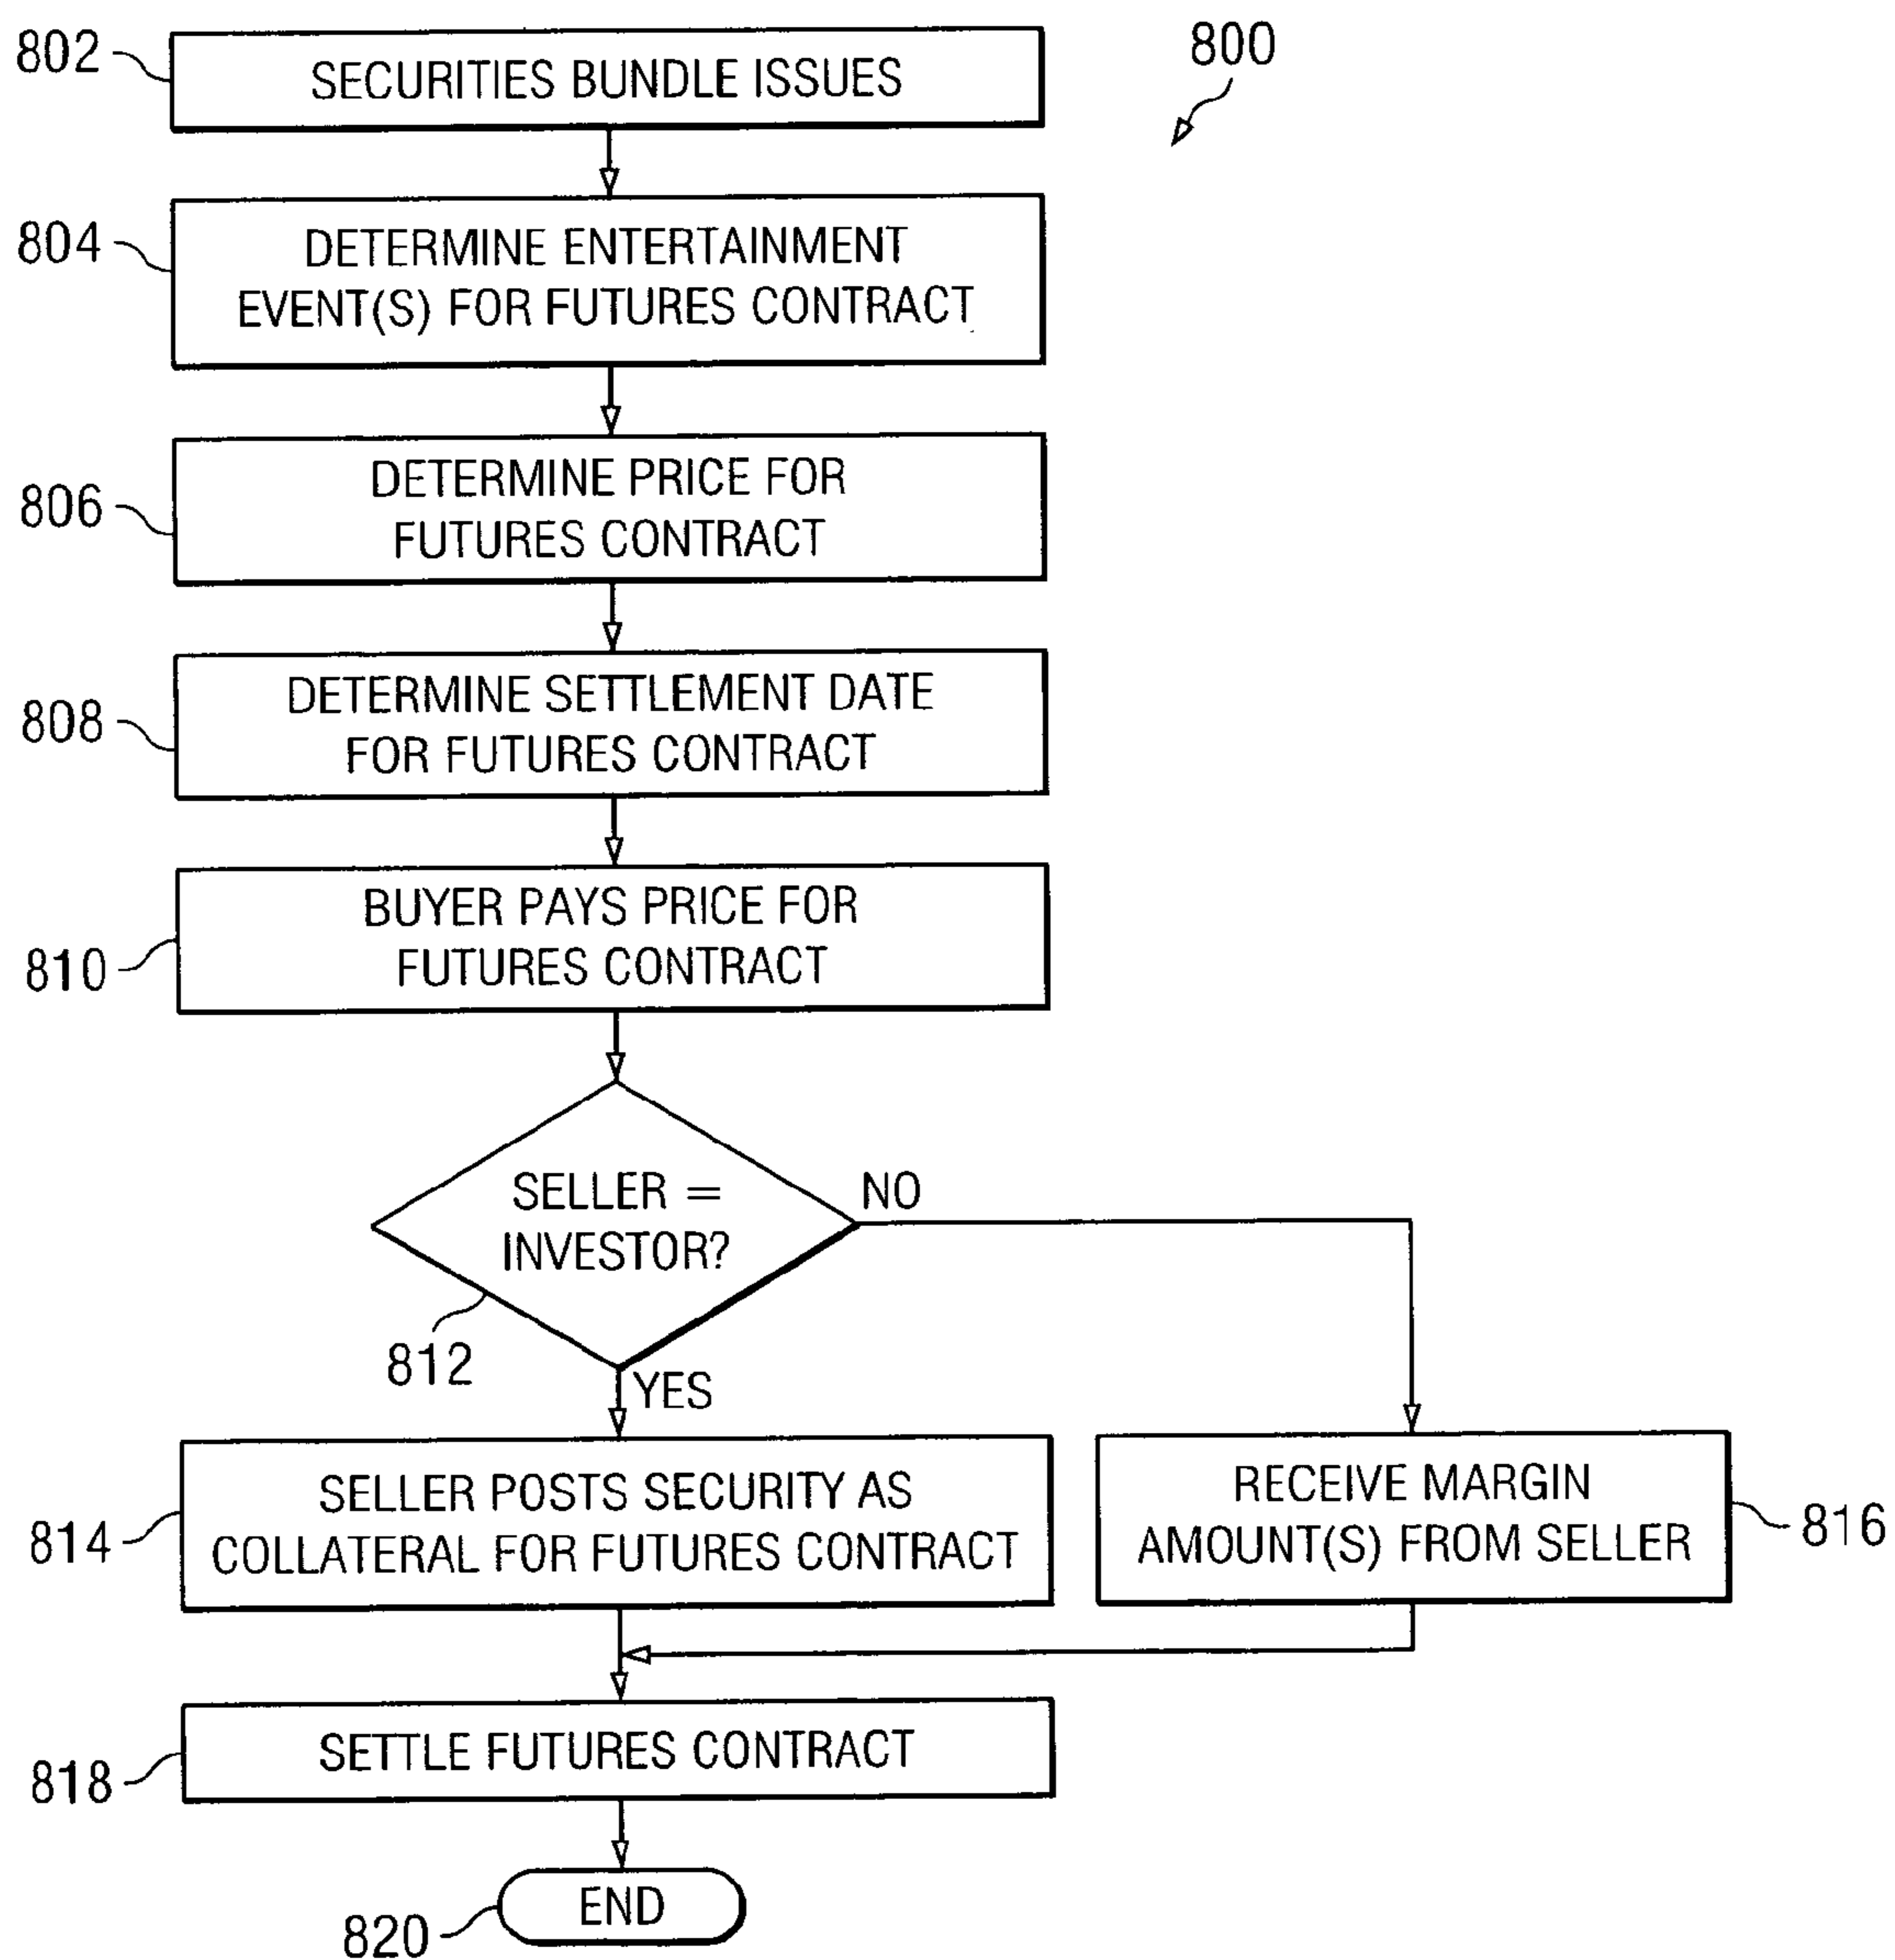 800
802
SECURITIES BUNDLE ISSUES
804
DETERMINE ENTERTAINMENT
EVENT(S) FOR FUTURES CONTRACT
806
DETERMINE PRICE FOR
FUTURES CONTRACT
808
DETERMINE SETTLEMENT DATE
FOR FUTURES CONTRACT
810
BUYER PAYS PRICE FOR
FUTURES CONTRACT
SELLER =
INVESTOR?
NO
812
YES
814
SELLER POSTS SECURITY AS
COLLATERAL FOR FUTURES CONTRACT
RECEIVE MARGIN
AMOUNT(S) FROM SELLER
816
818
SETTLE FUTURES CONTRACT
820
END